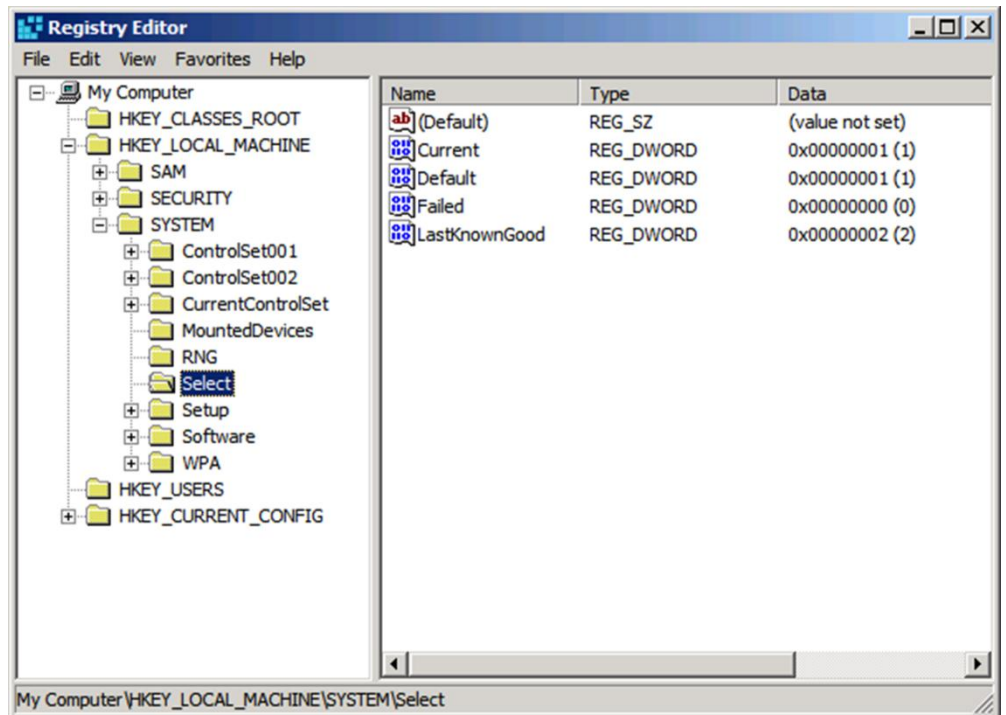 Registry Editor
File Edit View Favorites Help
My Computer
HKEY_CLASSES_ROOT
HKEY_LOCAL_MACHINE
SAM
SECURITY
SYSTEM
ControlSet001
ControlSet002
CurrentControlSet
MountedDevices
RNG
Select
Setup
Software
WPA
HKEY_USERS
HKEY_CURRENT_CONFIG
Name Type Data
(Default) REG_SZ (value not set)
Current REG_DWORD 0x00000001 (1)
Default REG_DWORD 0x00000001 (1)
Failed REG_DWORD 0x00000000 (0)
LastKnownGood REG_DWORD 0x00000002 (2)
My Computer\HKEY_LOCAL_MACHINE\SYSTEM\Select